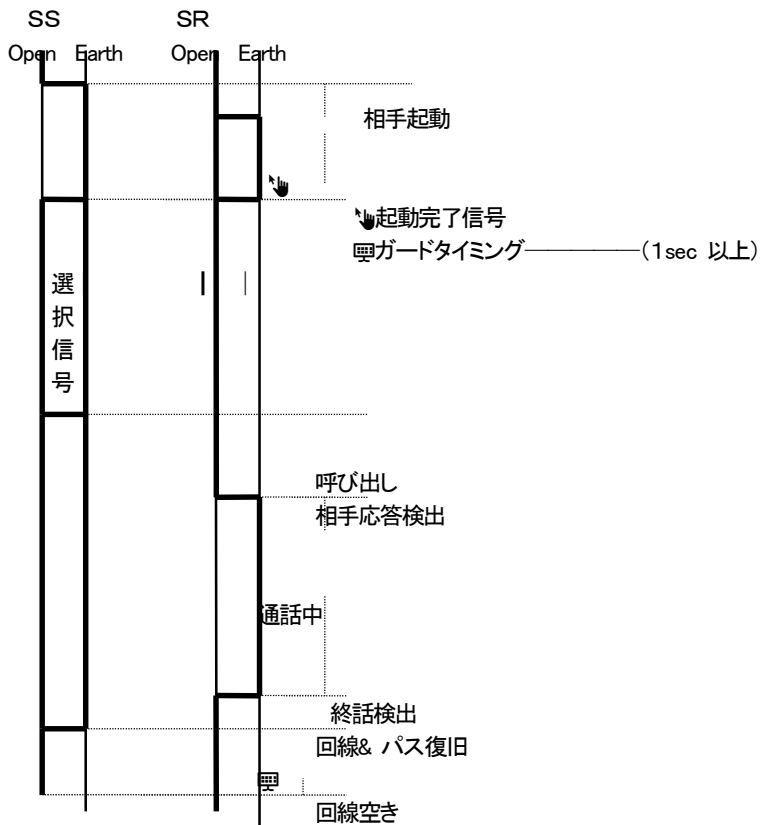 SS SR
Open Earth Open Earth
相手起動
起動完了信号
ガードタイミング――――――(1sec 以上)
選択信号
呼び出し
相手応答検出
通話中
終話検出
回線& パス復旧
回線空き